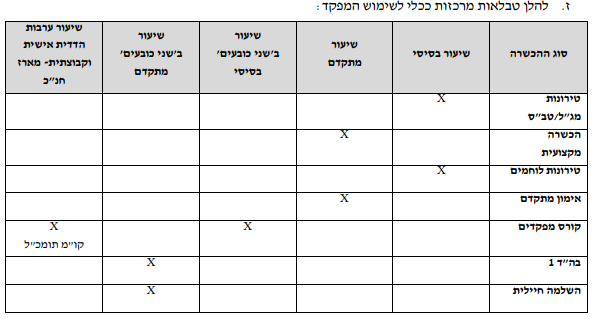 ז. להלן טבלאות מרכזות ככלי לשימוש המפקד :
סוג ההכשרה
שיעור בסיסי
שיעור
מתקדם
שיעור
ב'שני כובעים'
בסיסי
שיעור
ב'שני כובעים'
מתקדם
שיעור ערבות
הדדית אישית
וקבוצתית- מארז
חנ"כ
טירונות
מג"ל/טב"ס
X
הכשרה
מקצועית
X
טירונות לוחמים
X
אימון מתקדם
X
קורס מפקדים
X
X
קו"מ תומכ"ל
בה"ד 1
X
השלמה חיילית
X